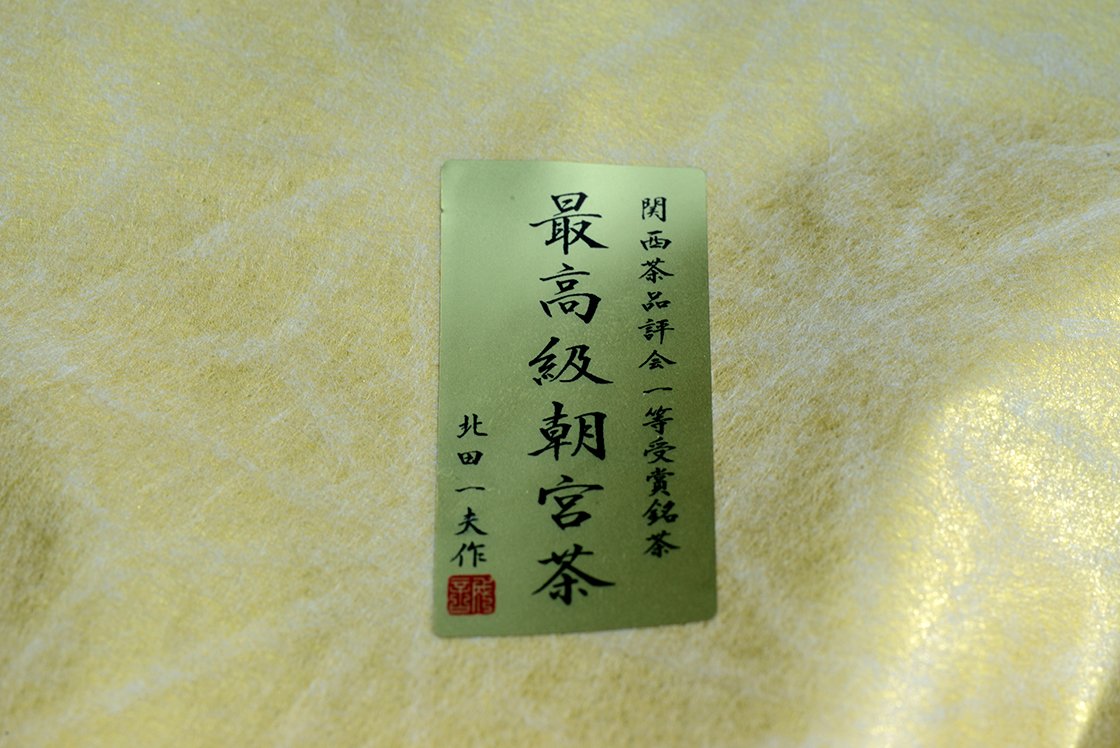 関西茶品評会一等受賞銘茶
最高級朝宮茶
北田一夫作